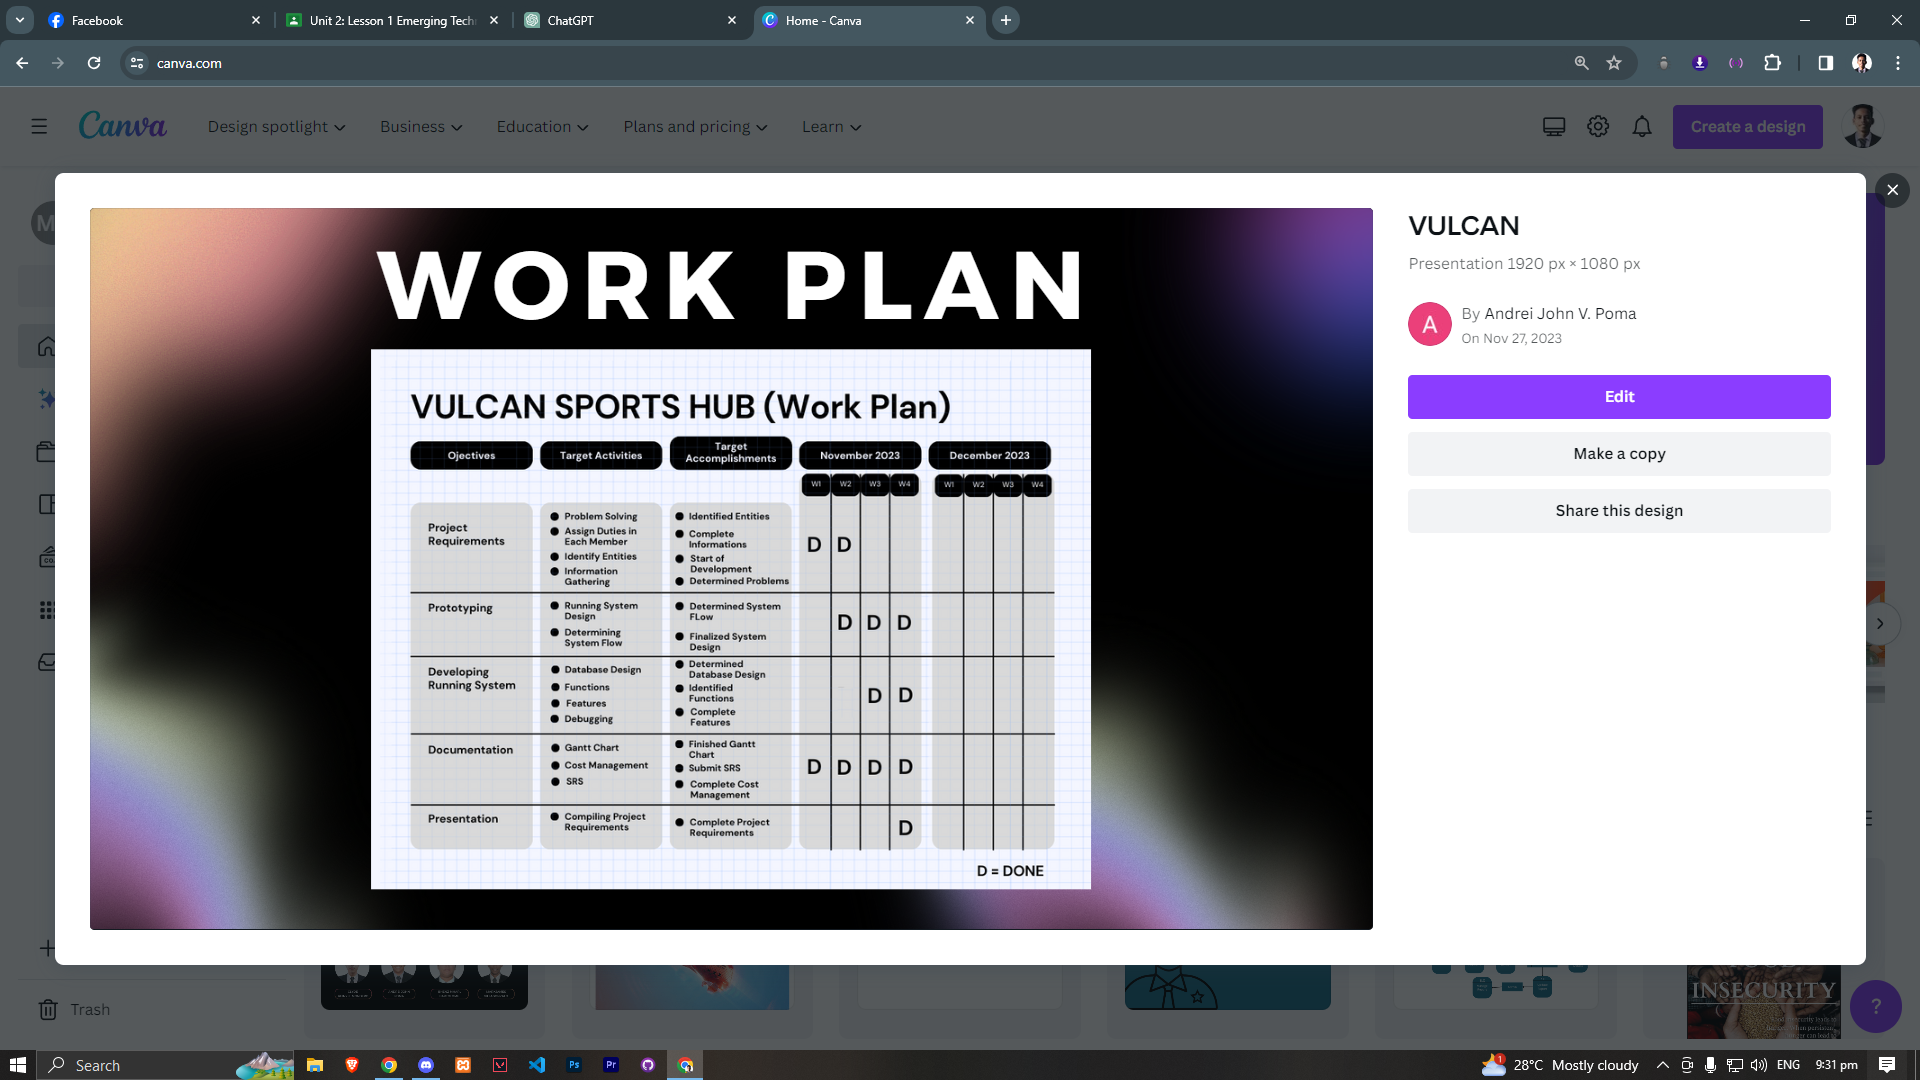 Facebook
Unit 2: Lesson 1 Emerging Tech
ChatGPT
Home - Canva
canva.com
Canva
Design spotlight
Business
Education
Plans and pricing
Learn
Create a design
WORK PLAN
VULCAN SPORTS HUB (Work Plan)
Ojectives
Target Activities
Target
Accomplishments
November 2023
December 2023
W1 W2 W3 W4
W1 W2 W3 W4
Project
Requirements
Problem Solving
Assign Duties in
Each Member
Identify Entities
Information
Gathering
Identified Entities
Complete
Informations
Start of
Development
Determined Problems
D D
Prototyping
Running System
Design
Determining
System Flow
Determined System
FLow
Finalized System
Design
D D D
Developing
Running System
Database Design
Functions
Features
Debugging
Determined
Database Design
Identified
Functions
Complete
Features
D D
Documentation
Gantt Chart
Cost Management
SRS
Finished Gantt
Chart
Submit SRS
Complete Cost
Management
D D D D
Presentation
Compiling Project
Requirements
Complete Project
Requirements
D
D = DONE
VULCAN
Presentation 1920 px × 1080 px
A
By Andrei John V. Poma
On Nov 27, 2023
Edit
Make a copy
Share this design
Trash
INSECURITY
?
Search
28°C Mostly cloudy
ENG
9:31 pm